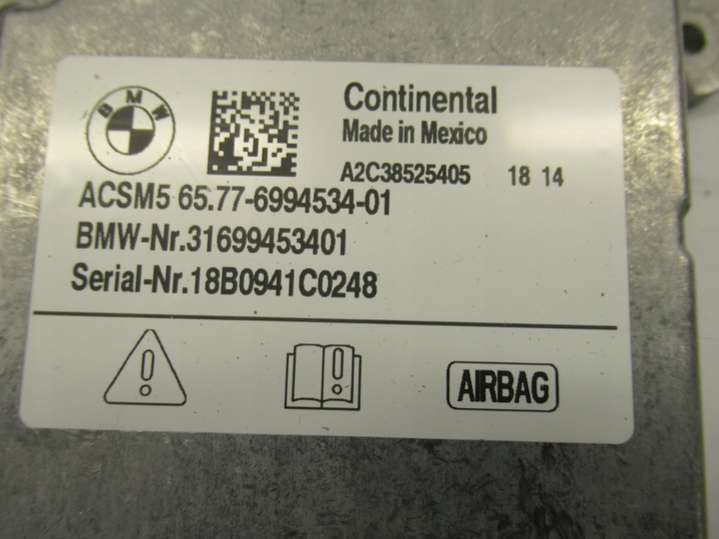 BMW
Continental
Made in Mexico
A2C38525405 18 14
ACSM5 65.77-6994534-01
BMW-Nr.31699453401
Serial-Nr.18B0941C0248
AIRBAG